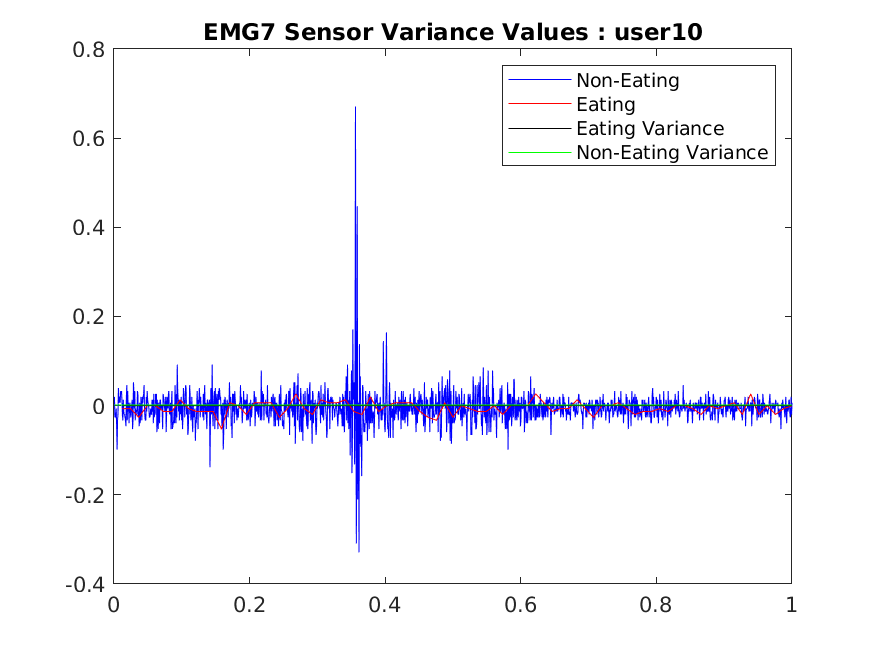 EMG7 Sensor Variance Values : user10
0.8
0.6
0.4
0.2
0
-0.2
-0.4
Non-Eating
Eating
Eating Variance
Non-Eating Variance
0 0.2 0.4 0.6 0.8 1